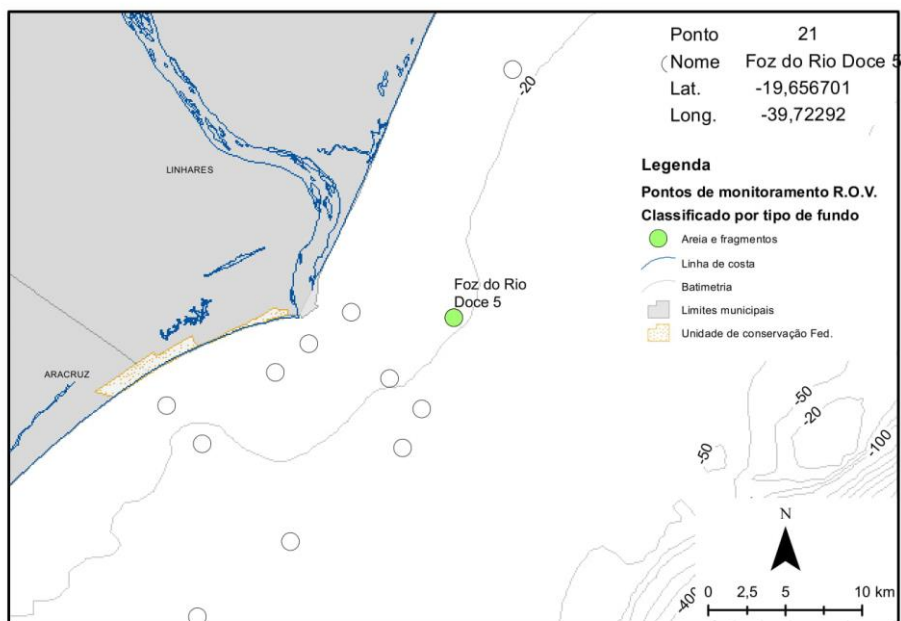 Ponto 21
Nome Foz do Rio Doce 5
Lat. -19,656701
Long. -39,72292
-20
LINHARES
Legenda
Pontos de monitoramento R.O.V.
Classificado por tipo de fundo
Areia e fragmentos
Linha de costa
Batimetria
Limites municipais
Unidade de conservação Fed.
Foz do Rio
Doce 5
ARACRUZ
-50
-20
-50
-100
N
0 2,5 5 10 km
-400